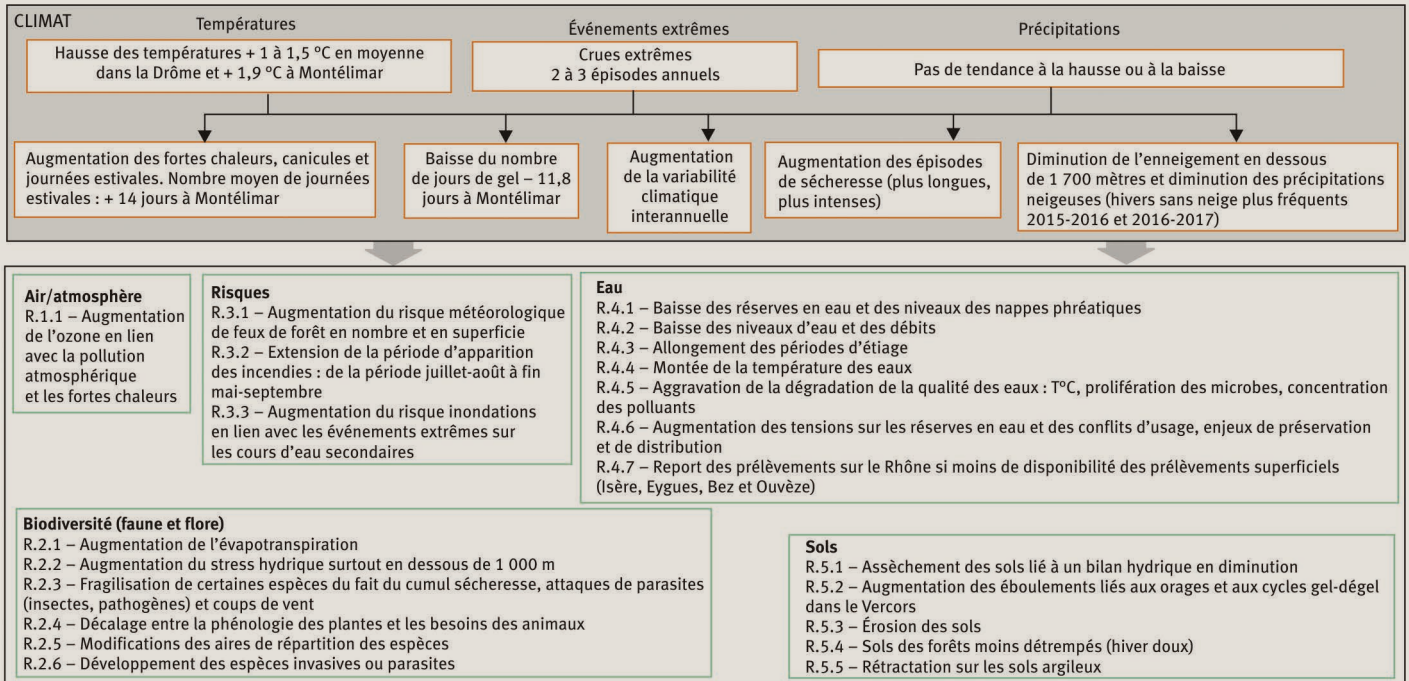 CLIMAT
Températures
Événements extrêmes
Précipitations
Hausse des températures + 1 à 1,5 °C en moyenne
dans la Drôme et + 1,9 °C à Montélimar
Crues extrêmes
2 à 3 épisodes annuels
Pas de tendance à la hausse ou à la baisse
Augmentation des fortes chaleurs, canicules et
journées estivales. Nombre moyen de journées
estivales : + 14 jours à Montélimar
Baisse du nombre
de jours de gel – 11,8
jours à Montélimar
Augmentation
de la variabilité
climatique
interannuelle
Augmentation des épisodes
de sécheresse (plus longues,
plus intenses)
Diminution de l'enneigement en dessous
de 1 700 mètres et diminution des précipitations
neigeuses (hivers sans neige plus fréquents
2015-2016 et 2016-2017)
Air/atmosphère
R.1.1 – Augmentation
de l'ozone en lien
avec la pollution
atmosphérique
et les fortes chaleurs
Risques
R.3.1 – Augmentation du risque météorologique
de feux de forêt en nombre et en superficie
R.3.2 – Extension de la période d'apparition
des incendies : de la période juillet-août à fin
mai-septembre
R.3.3 – Augmentation du risque inondations
en lien avec les événements extrêmes sur
les cours d'eau secondaires
Eau
R.4.1 – Baisse des réserves en eau et des niveaux des nappes phréatiques
R.4.2 – Baisse des niveaux d'eau et des débits
R.4.3 – Allongement des périodes d'étiage
R.4.4 – Montée de la température des eaux
R.4.5 – Aggravation de la dégradation de la qualité des eaux : T°C, prolifération des microbes, concentration
des polluants
R.4.6 – Augmentation des tensions sur les réserves en eau et des conflits d'usage, enjeux de préservation
et de distribution
R.4.7 – Report des prélèvements sur le Rhône si moins de disponibilité des prélèvements superficiels
(Isère, Eygues, Bez et Ouvèze)
Biodiversité (faune et flore)
R.2.1 – Augmentation de l'évapotranspiration
R.2.2 – Augmentation du stress hydrique surtout en dessous de 1 000 m
R.2.3 – Fragilisation de certaines espèces du fait du cumul sécheresse, attaques de parasites
(insectes, pathogènes) et coups de vent
R.2.4 – Décalage entre la phénologie des plantes et les besoins des animaux
R.2.5 – Modifications des aires de répartition des espèces
R.2.6 – Développement des espèces invasives ou parasites
Sols
R.5.1 – Assèchement des sols lié à un bilan hydrique en diminution
R.5.2 – Augmentation des éboulements liés aux orages et aux cycles gel-dégel
dans le Vercors
R.5.3 – Érosion des sols
R.5.4 – Sols des forêts moins détrempés (hiver doux)
R.5.5 – Rétractation sur les sols argileux